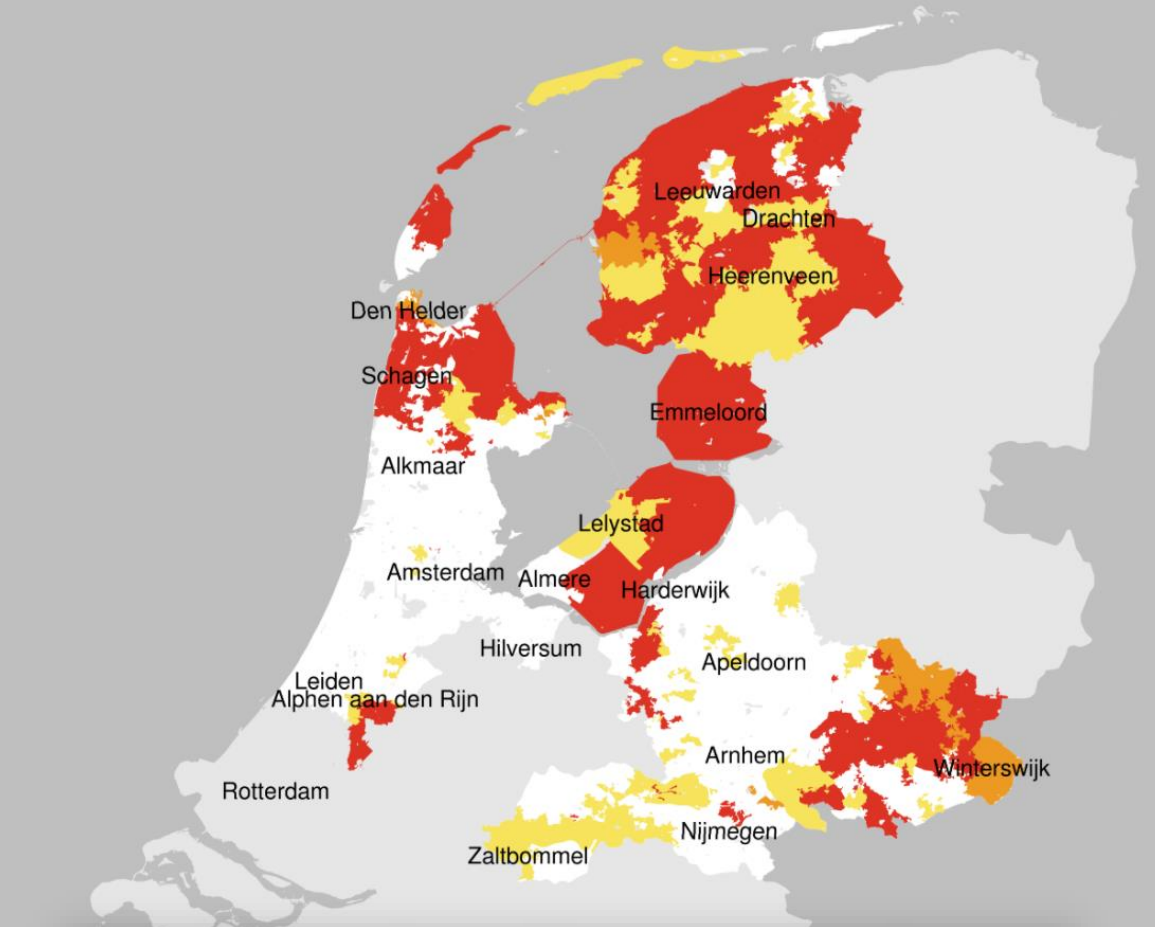 Leeuwarden
Drachten
Heerenveen
Den Helder
Schagen
Emmeloord
Alkmaar
Lelystad
Amsterdam
Almere
Harderwijk
Hilversum
Apeldoorn
Leiden
Alphen aan den Rijn
Arnhem
Winterswijk
Rotterdam
Nijmegen
Zaltbommel